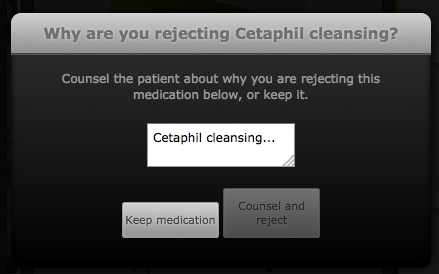 Why are you rejecting Cetaphil cleansing?
Counsel the patient about why you are rejecting this
medication below, or keep it.
Cetaphil cleansing...
Keep medication
Counsel and
reject